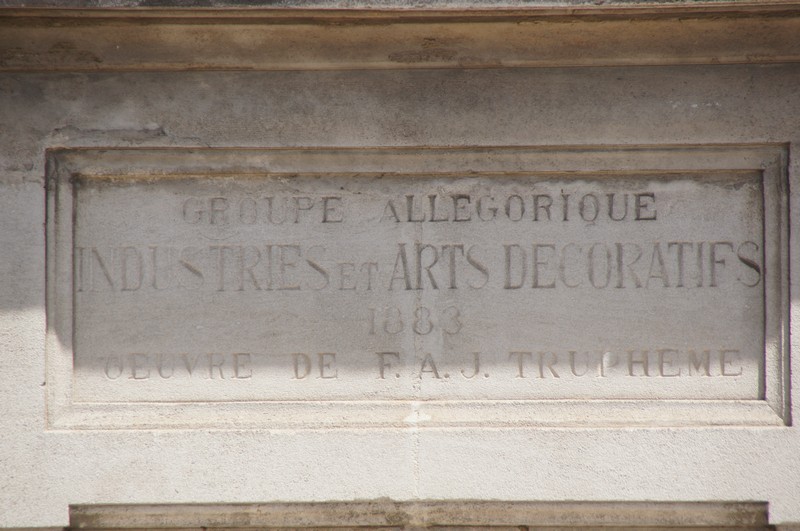 GROUPE ALLEGORIQUE
INDUSTRIES ET ARTS DECORATIFS
1883
OEUVRE DE F.A.J. TRUPHEME